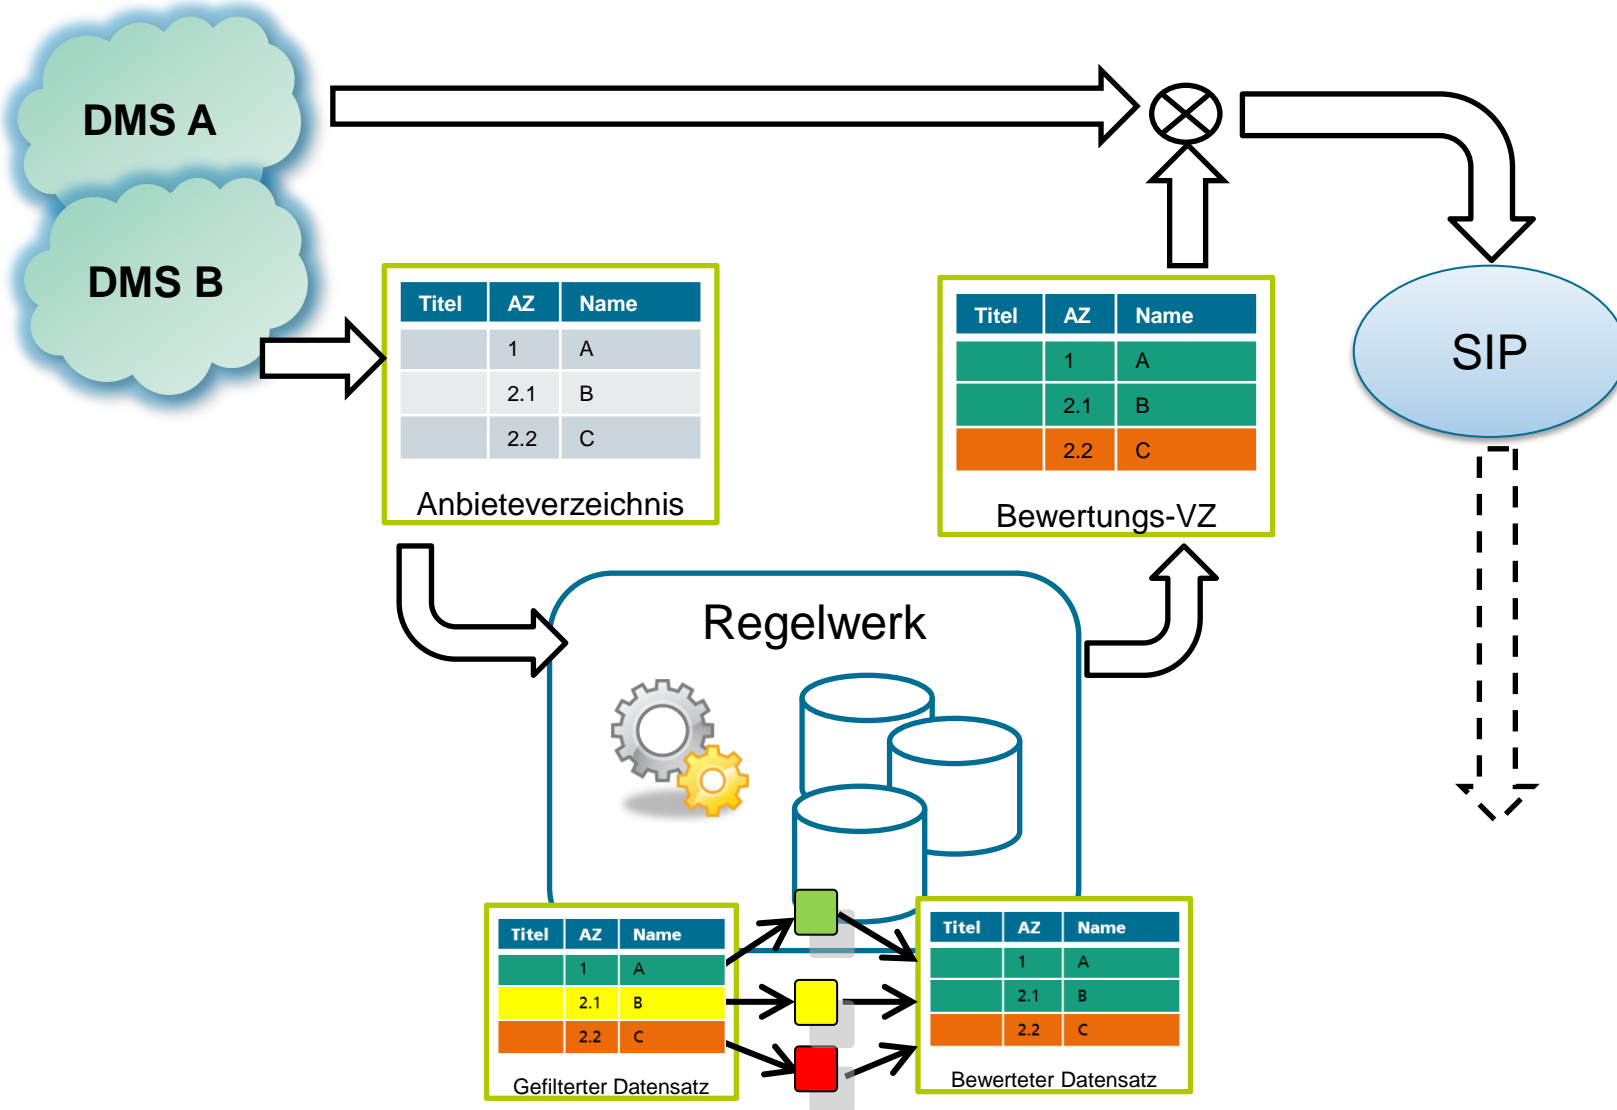 DMS A
DMS B
Titel AZ Name
1 A
2.1 B
2.2 C
Anbieteverzeichnis
Titel AZ Name
1 A
2.1 B
2.2 C
Bewertungs-VZ
SIP
Regelwerk
Titel AZ Name
1 A
2.1 B
2.2 C
Gefilterter Datensatz
Titel AZ Name
1 A
2.1 B
2.2 C
Bewerteter Datensatz